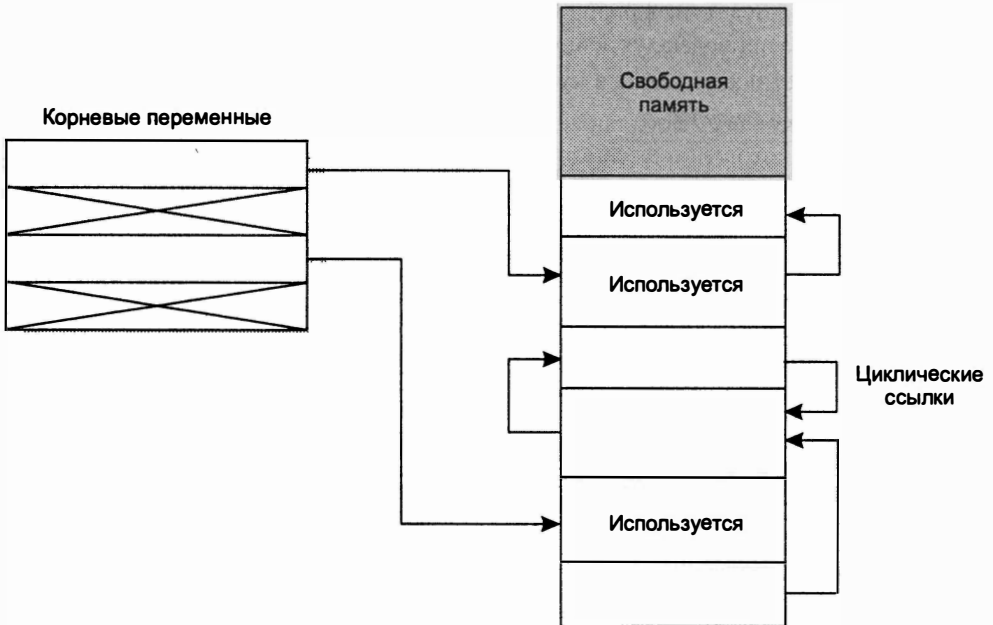 Свободная
память
Корневые переменные
Используется
Используется
Циклические
ссылки
Используется